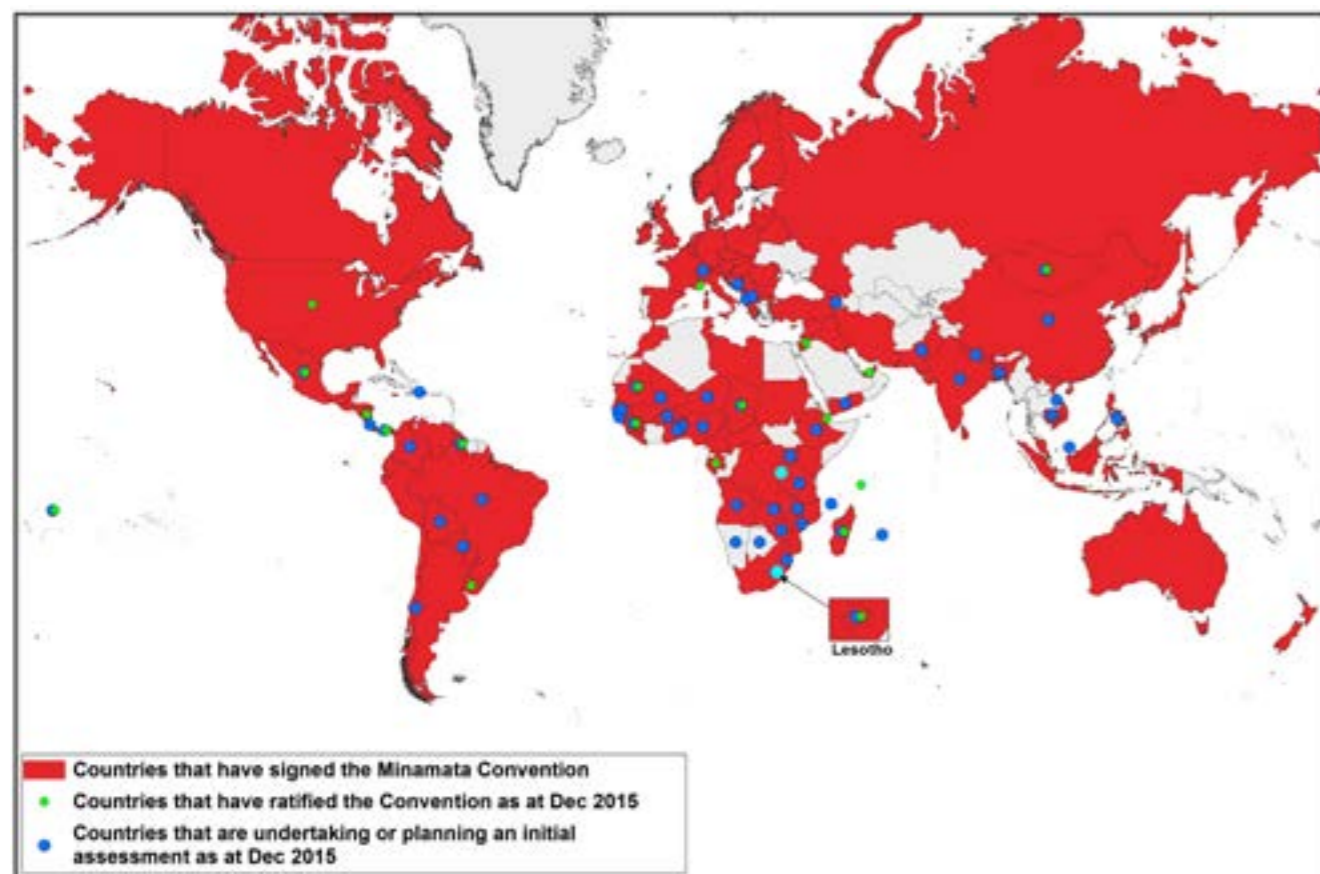 Lesotho
Countries that have signed the Minamata Convention
Countries that have ratified the Convention as at Dec 2015
Countries that are undertaking or planning an initial
assessment as at Dec 2015